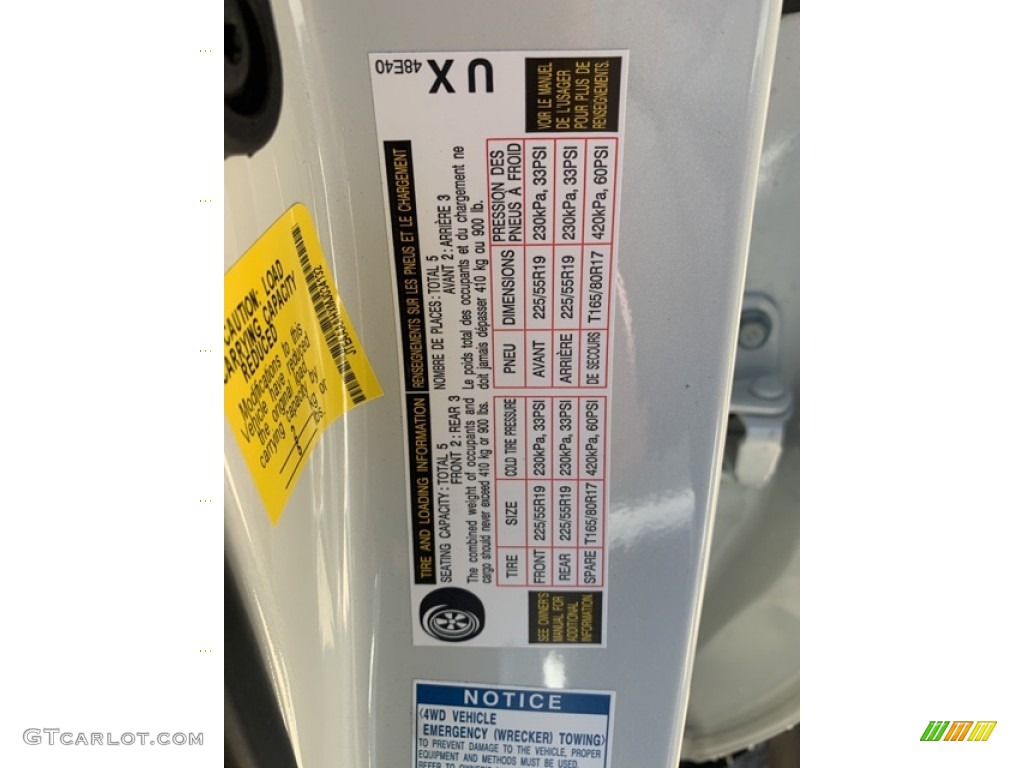 UX
48E40
TIRE AND LOADING INFORMATION
RENSEIGNEMENTS SUR LES PNEUS ET LE CHARGEMENT
SEATING CAPACITY : TOTAL 5
FRONT 2 : REAR 3
The combined weight of occupants and
cargo should never exceed 410 kg or 900 lbs.
NOMBRE DE PLACES : TOTAL 5
AVANT 2 : ARRIÈRE 3
Le poids total des occupants et du chargement ne
doit jamais dépasser 410 kg ou 900 lb.
TIRE SIZE COLD TIRE PRESSURE
FRONT 225/55R19 230kPa, 33PSI
REAR 225/55R19 230kPa, 33PSI
SPARE T165/80R17 420kPa, 60PSI
PNEU DIMENSIONS PRESSION DES PNEUS À FROID
AVANT 225/55R19 230kPa, 33PSI
ARRIÈRE 225/55R19 230kPa, 33PSI
DE SECOURS T165/80R17 420kPa, 60PSI
SEE OWNER'S
MANUAL FOR
ADDITIONAL
INFORMATION.
VOIR LE MANUEL
DE L'USAGER
POUR PLUS DE
RENSEIGNEMENTS.
CAUTION: LOAD
CARRYING CAPACITY
REDUCED
Modifications to this
Vehicle have reduced
the original load
carrying capacity by
2 kg or
5 lbs
NOTICE
〈4WD VEHICLE
EMERGENCY (WRECKER) TOWING〉
TO PREVENT DAMAGE TO THE VEHICLE, PROPER
EQUIPMENT AND METHODS MUST BE USED.
GTCarLot.com